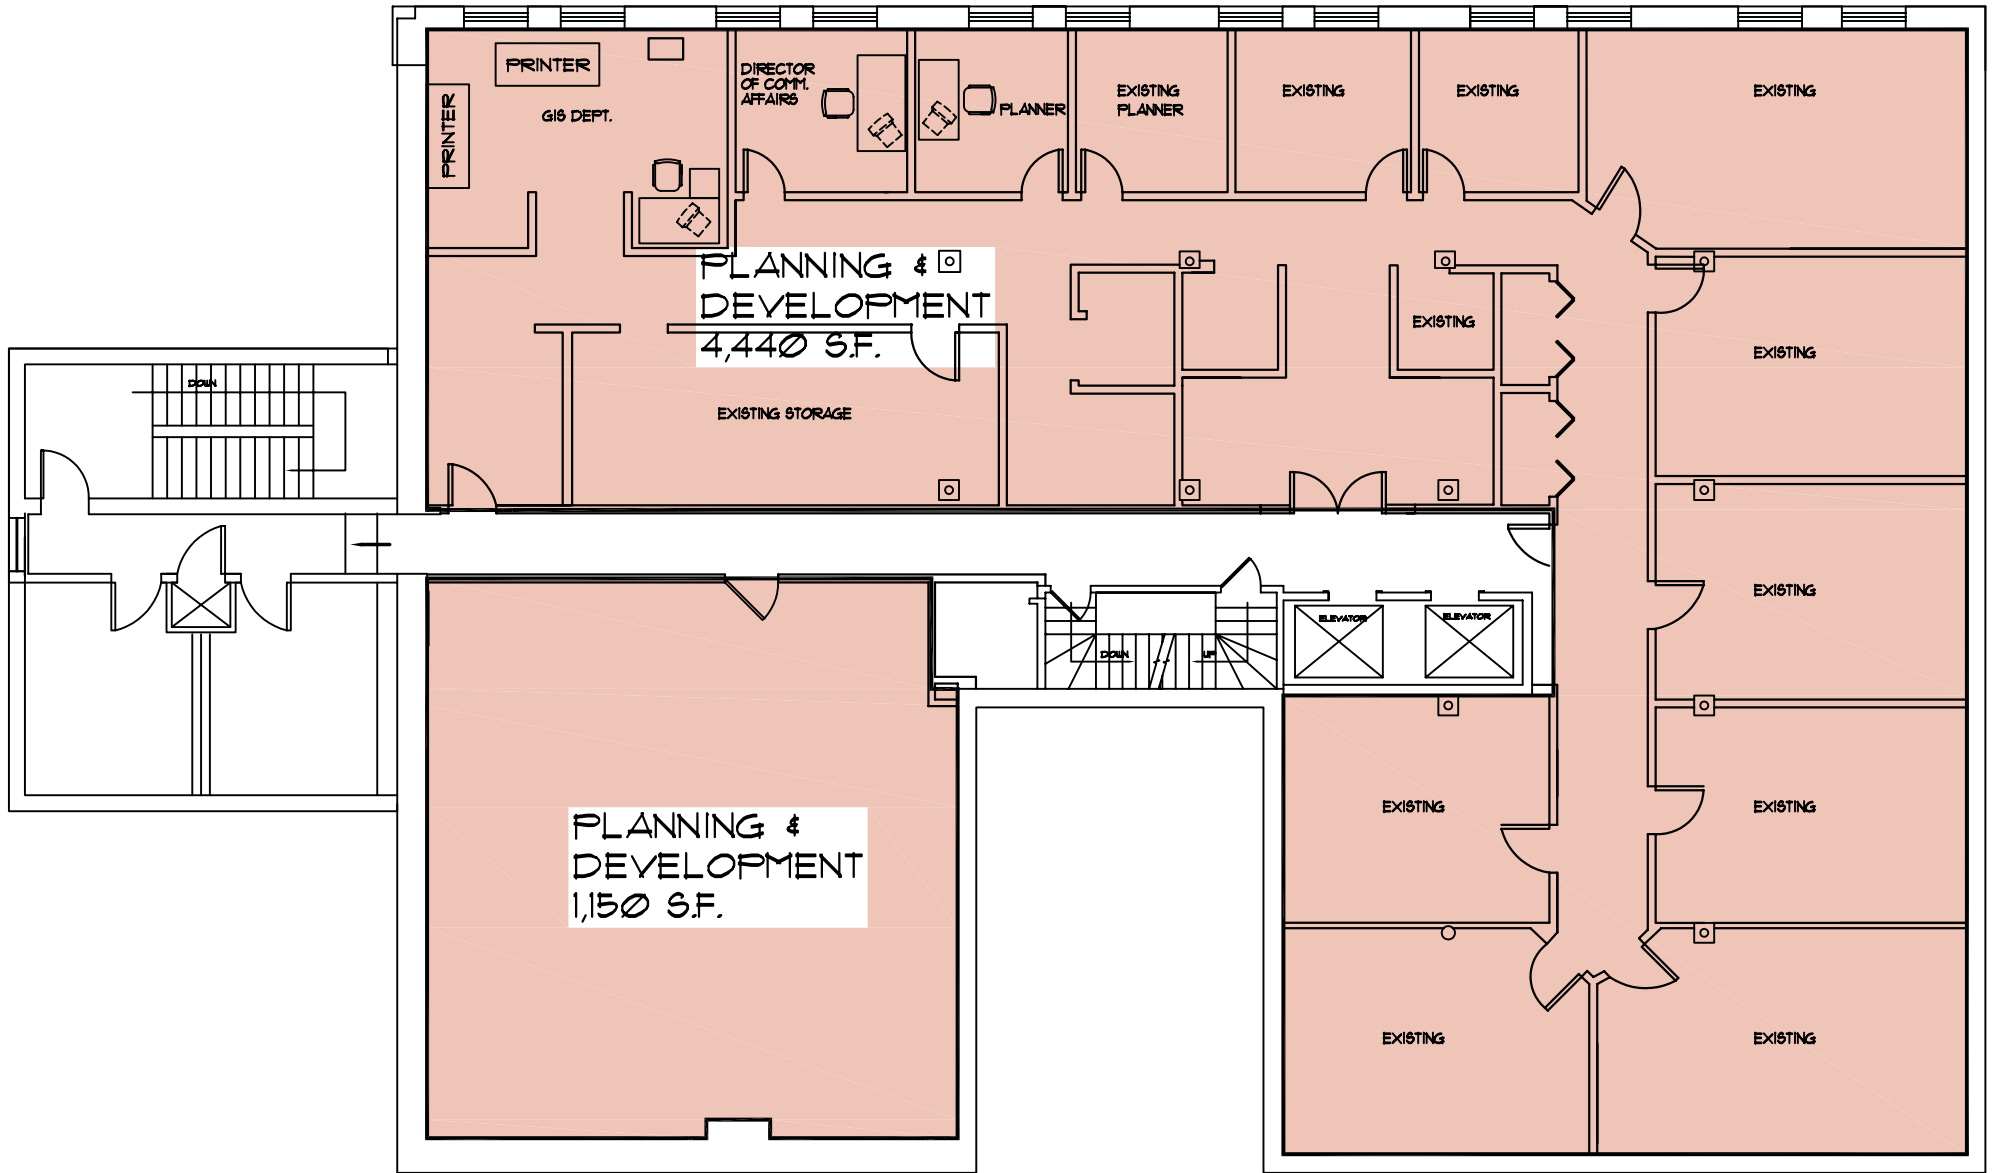 PRINTER
PRINTER
GIS DEPT.
DIRECTOR
OF COMM.
AFFAIRS
PLANNER
EXISTING
PLANNER
EXISTING
EXISTING
EXISTING
PLANNING &
DEVELOPMENT
4,440 S.F.
EXISTING
EXISTING
DOWN
EXISTING STORAGE
EXISTING
ELEVATOR
ELEVATOR
DOWN
UP
EXISTING
EXISTING
PLANNING &
DEVELOPMENT
1,150 S.F.
EXISTING
EXISTING